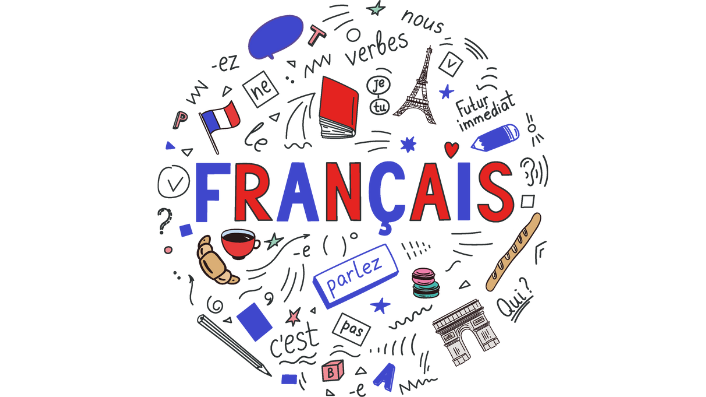 nous
verbes
-ez
T
v
ne
je
tu
Futur
immédiat
P
le
FRANÇAIS
?
-e ( )
parlez
Qui?
pas
c'est
B
A
-e